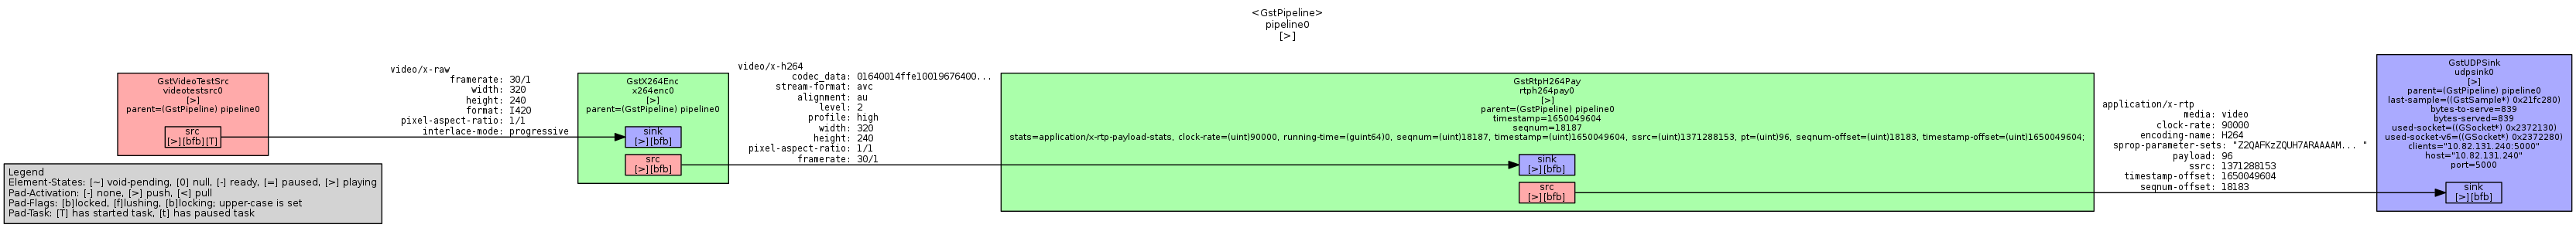 <GstPipeline>
pipeline0
[>]
GstVideoTestSrc
videotestsrc0
[>]
parent=(GstPipeline) pipeline0
src
[>][bfb][T]
video/x-raw
framerate: 30/1
width: 320
height: 240
format: I420
pixel-aspect-ratio: 1/1
interlace-mode: progressive
GstX264Enc
x264enc0
[>]
parent=(GstPipeline) pipeline0
sink
[>][bfb]
src
[>][bfb]
video/x-h264
codec_data: 01640014ffe10019676400...
stream-format: avc
alignment: au
level: 2
profile: high
width: 320
height: 240
pixel-aspect-ratio: 1/1
framerate: 30/1
GstRtpH264Pay
rtph264pay0
[>]
parent=(GstPipeline) pipeline0
timestamp=1650049604
seqnum=18187
stats=application/x-rtp-payload-stats, clock-rate=(uint)90000, running-time=(guint64)0, seqnum=(uint)18187, timestamp=(uint)1650049604, ssrc=(uint)1371288153, pt=(uint)96, seqnum-offset=(uint)18183, timestamp-offset=(uint)1650049604;
sink
[>][bfb]
src
[>][bfb]
application/x-rtp
media: video
clock-rate: 90000
encoding-name: H264
sprop-parameter-sets: "Z2QAFKzZQUH7ARAAAAM... "
payload: 96
ssrc: 1371288153
timestamp-offset: 1650049604
seqnum-offset: 18183
GstUDPSink
udpsink0
[>]
parent=(GstPipeline) pipeline0
last-sample=((GstSample*) 0x21fc280)
bytes-to-serve=839
bytes-served=839
used-socket=((GSocket*) 0x2372130)
used-socket-v6=((GSocket*) 0x2372280)
clients="10.82.131.240:5000"
host="10.82.131.240"
port=5000
sink
[>][bfb]
Legend
Element-States: [~] void-pending, [0] null, [-] ready, [=] paused, [>] playing
Pad-Activation: [-] none, [>] push, [<] pull
Pad-Flags: [b]locked, [f]lushing, [b]locking; upper-case is set
Pad-Task: [T] has started task, [t] has paused task